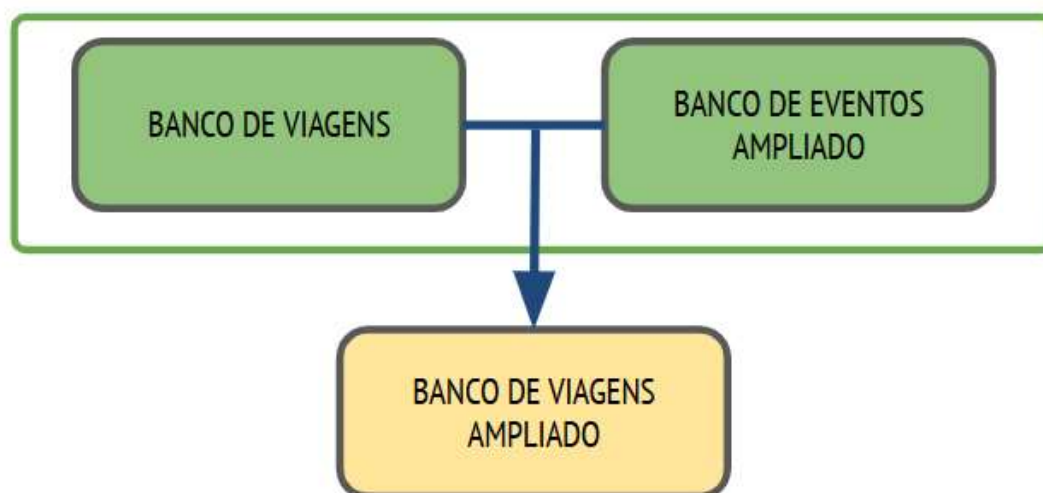 BANCO DE VIAGENS
BANCO DE EVENTOS
AMPLIADO
BANCO DE VIAGENS
AMPLIADO